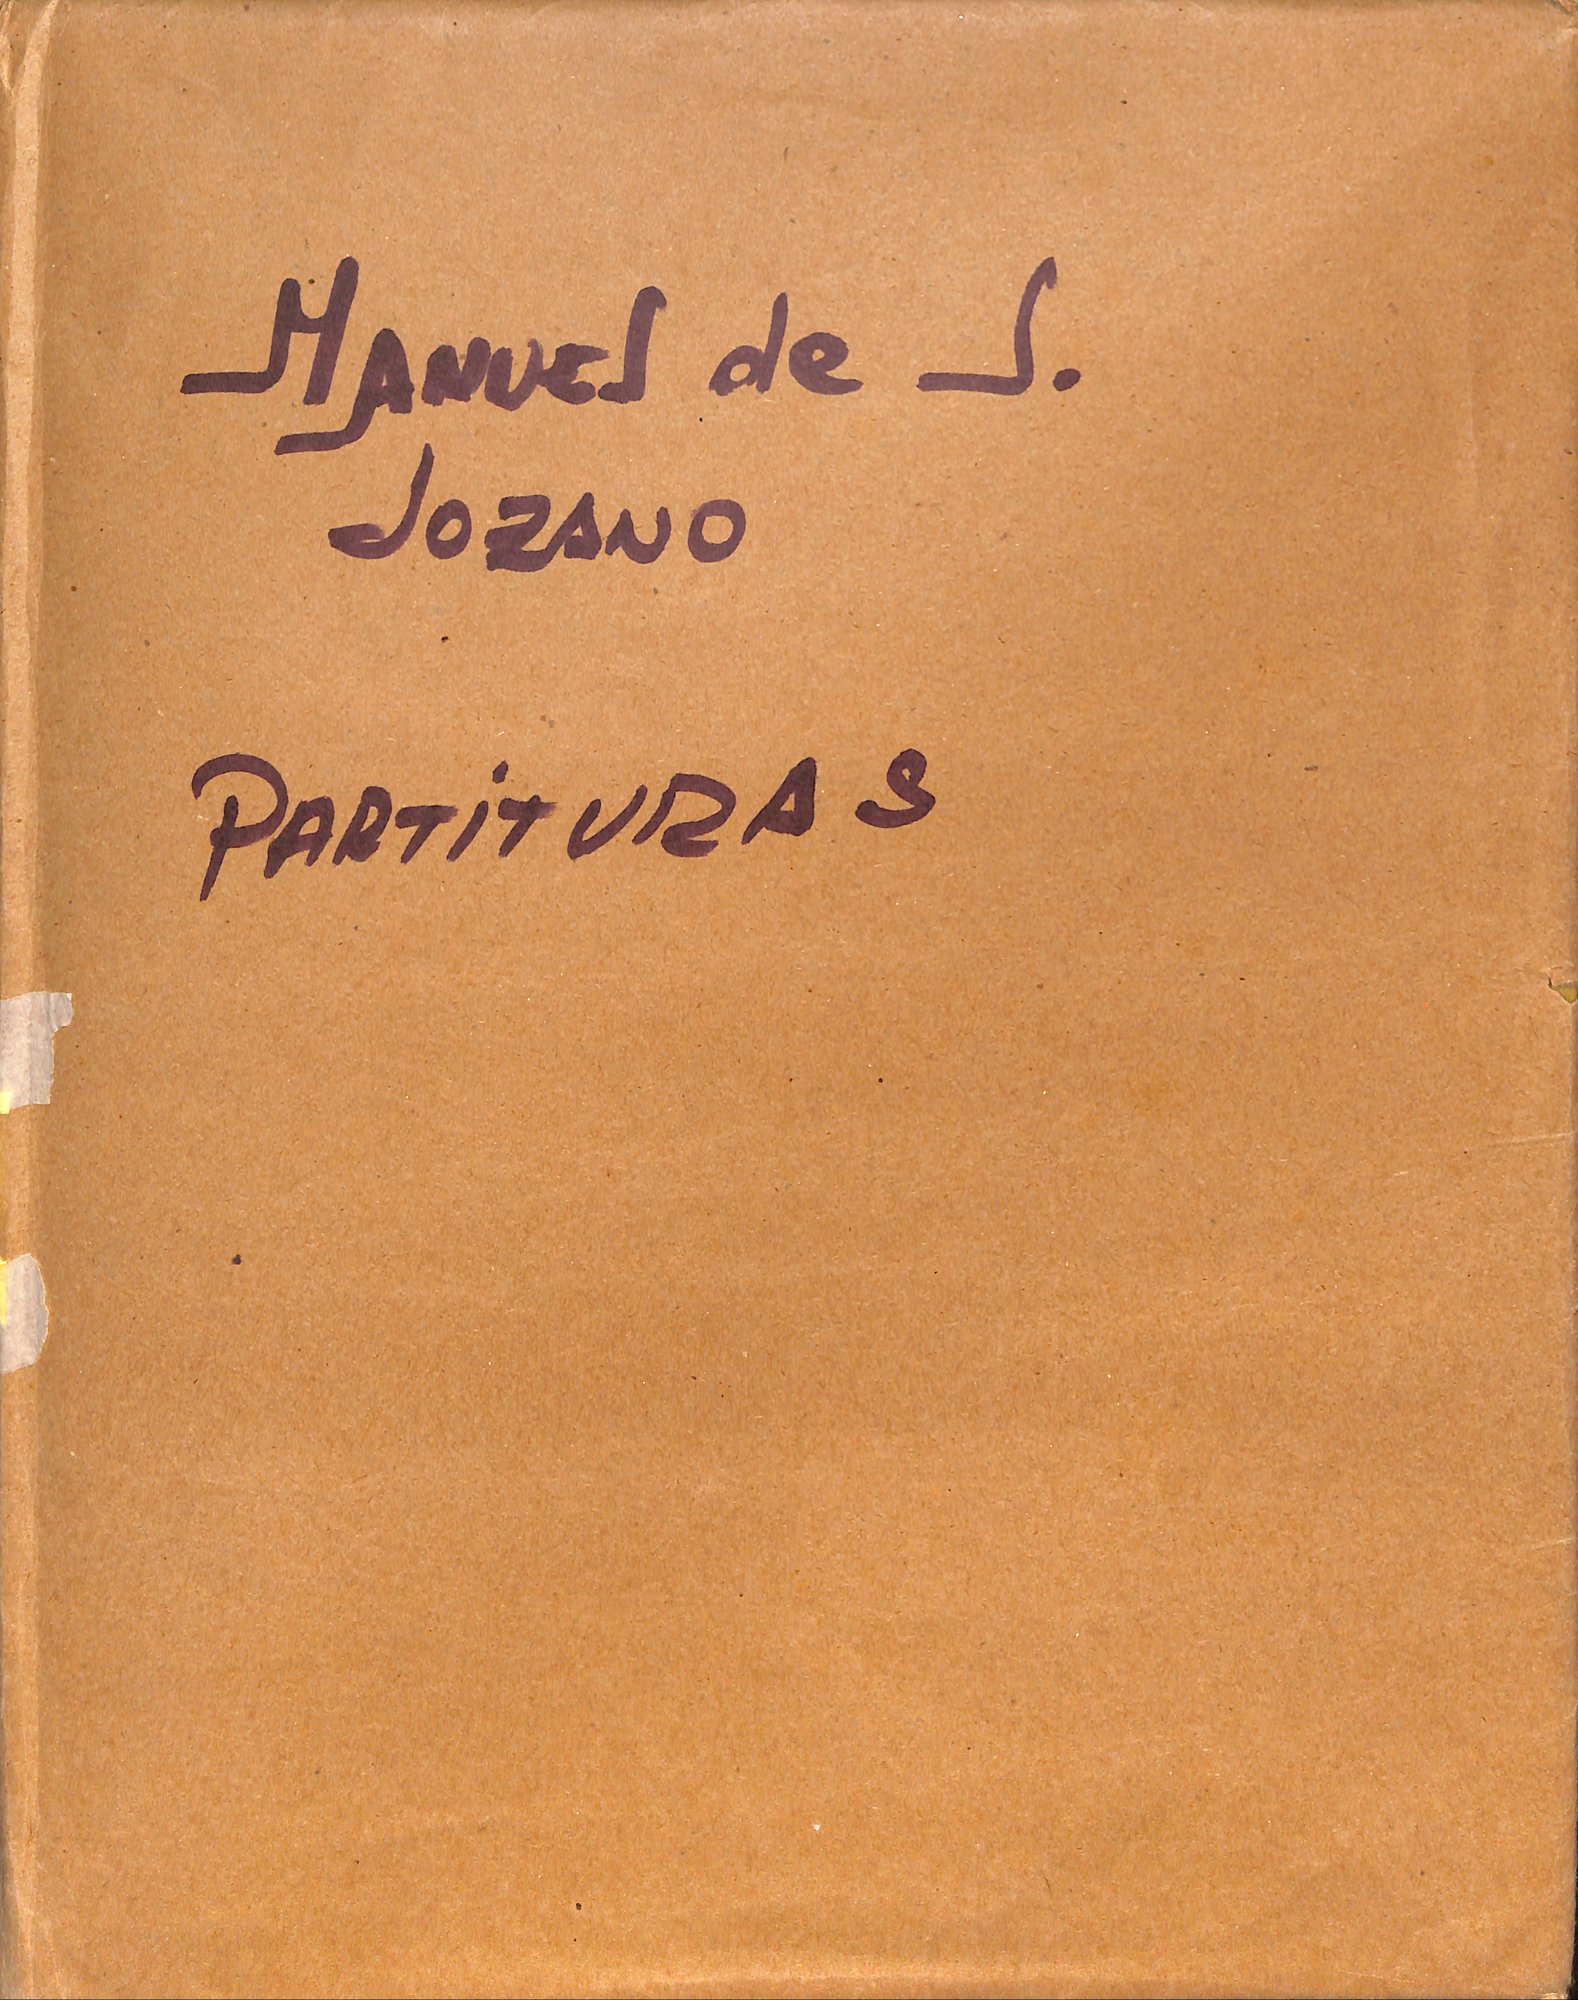 MANUEL de J.
LOZANO
PARTITURAS